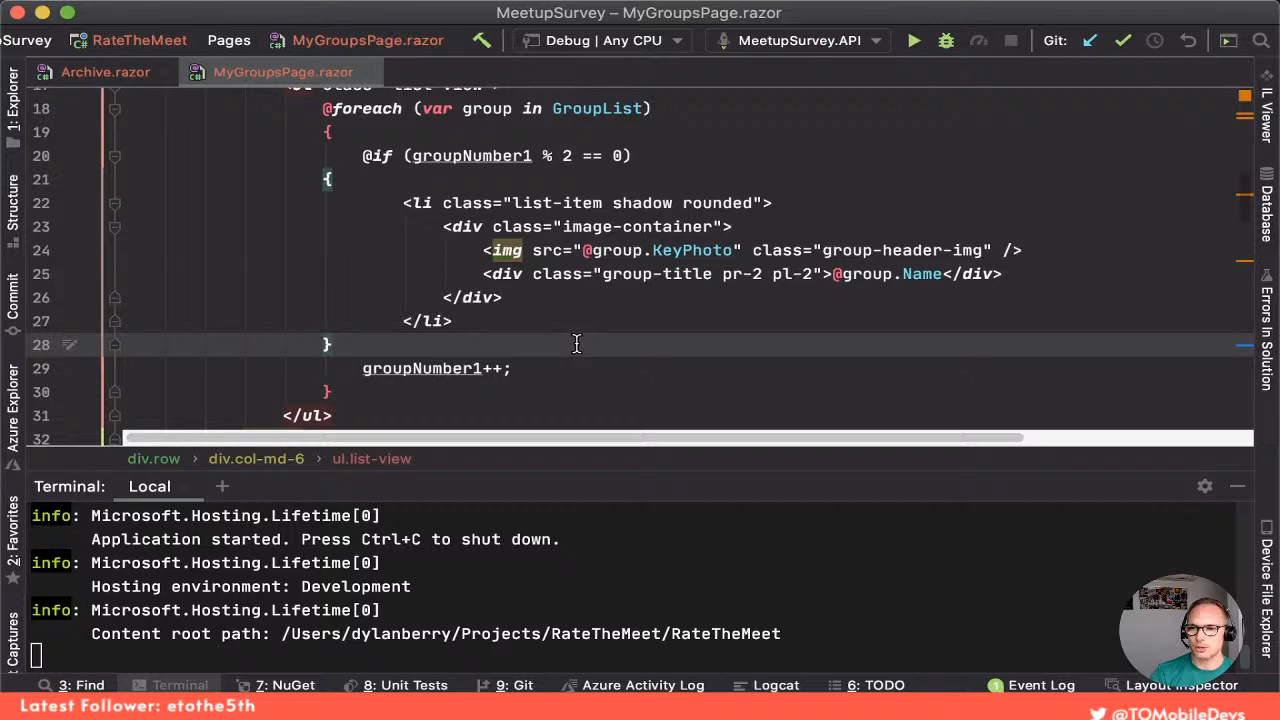 MeetupSurvey – MyGroupsPage.razor
Survey RateTheMeet Pages MyGroupsPage.razor Debug | Any CPU MeetupSurvey.API Git:
Archive.razor MyGroupsPage.razor
18 @foreach (var group in GroupList)
19 {
20 @if (groupNumber1 % 2 == 0)
21 {
22 <li class="list-item shadow rounded">
23 <div class="image-container">
24 <img src="@group.KeyPhoto" class="group-header-img" />
25 <div class="group-title pr-2 pl-2">@group.Name</div>
26 </div>
27 </li>
28 }
29 groupNumber1++;
30 }
31 </ul>
32
div.row › div.col-md-6 › ul.list-view
Terminal: Local +
info: Microsoft.Hosting.Lifetime[0]
Application started. Press Ctrl+C to shut down.
info: Microsoft.Hosting.Lifetime[0]
Hosting environment: Development
info: Microsoft.Hosting.Lifetime[0]
Content root path: /Users/dylanberry/Projects/RateTheMeet/RateTheMeet
3: Find Terminal 7: NuGet 8: Unit Tests 9: Git Azure Activity Log Logcat 6: TODO 1 Event Log Layout Inspector
Latest Follower: etothe5th
@TOMobileDevs
1: Explorer
Structure
Commit
Azure Explorer
2: Favorites
Captures
IL Viewer
Database
Errors In Solution
Device File Explorer